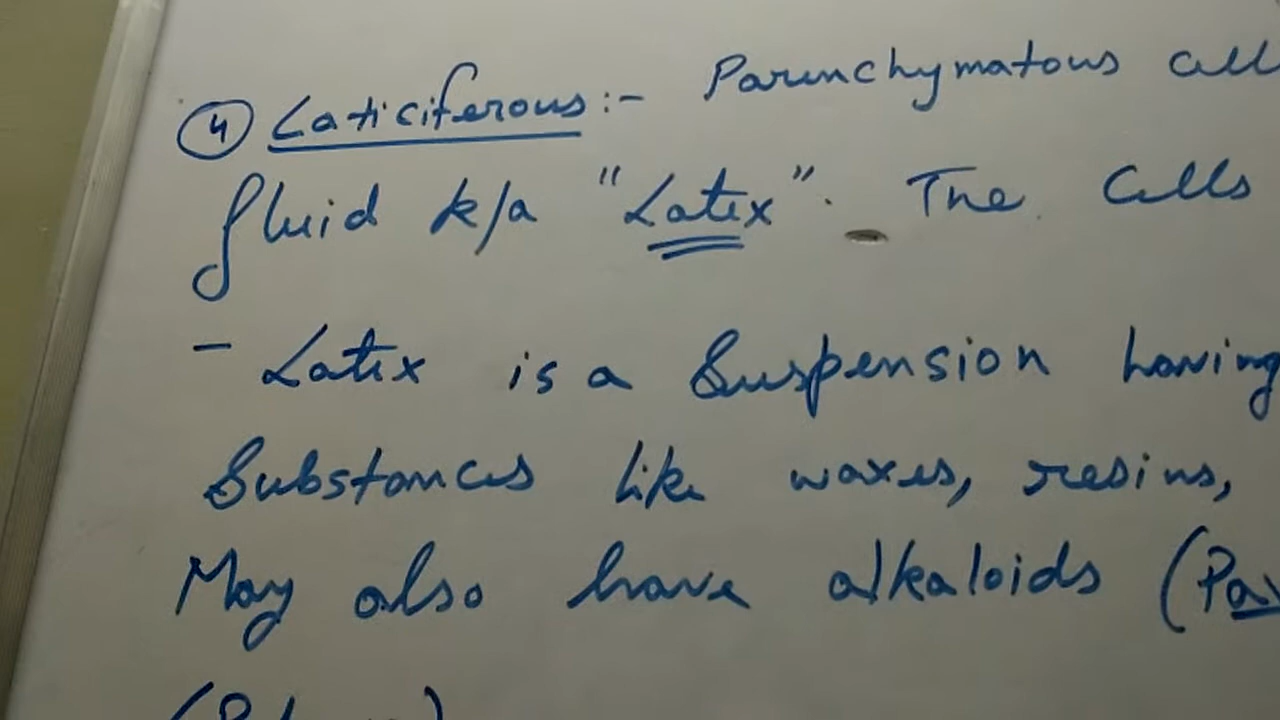 ④ Laticiferous:- Parenchymatous cell
fluid k/a "Latex". The Cells
- Latex is a Suspension having
Substances like waxes, resins,
May also have alkaloids (Pa